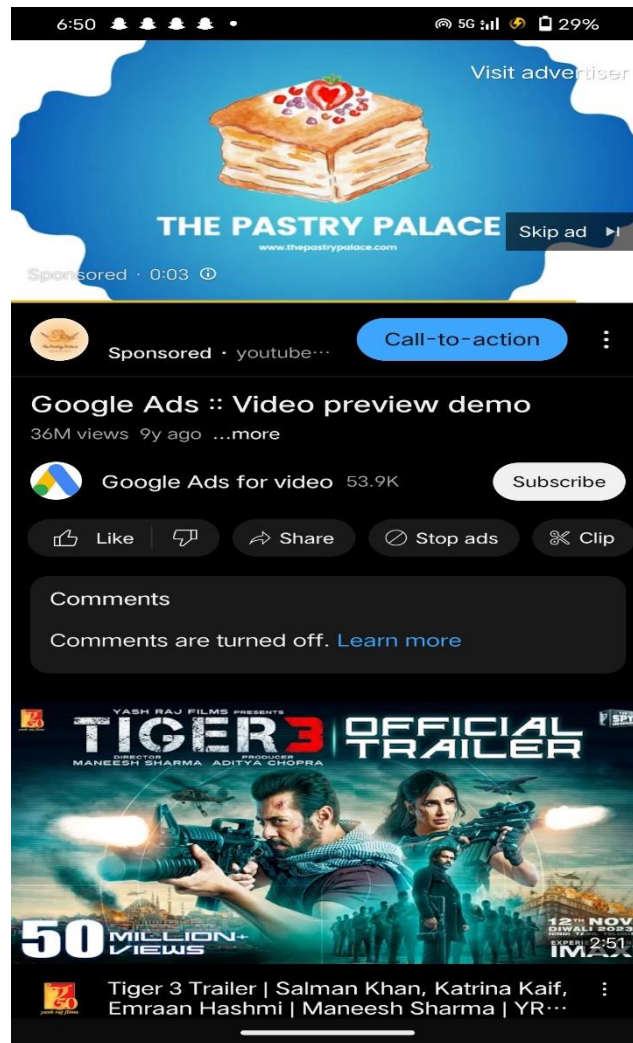 6:50
5G 29%
Visit advertiser
THE PASTRY PALACE
www.thepastrypalace.com
Skip ad
Sponsored · 0:03
Sponsored · youtube...
Call-to-action
Google Ads :: Video preview demo
36M views 9y ago ...more
Google Ads for video 53.9K
Subscribe
Like
Share
Stop ads
Clip
Comments
Comments are turned off. Learn more
YASH RAJ FILMS PRESENTS
TIGER 3
DIRECTOR PRODUCER
MANEESH SHARMA ADITYA CHOPRA
OFFICIAL
TRAILER
SPY
50 MILLION+
VIEWS
12TH NOV
DIWALI 2023
IMAX
2:51
Tiger 3 Trailer | Salman Khan, Katrina Kaif,
Emraan Hashmi | Maneesh Sharma | YR...